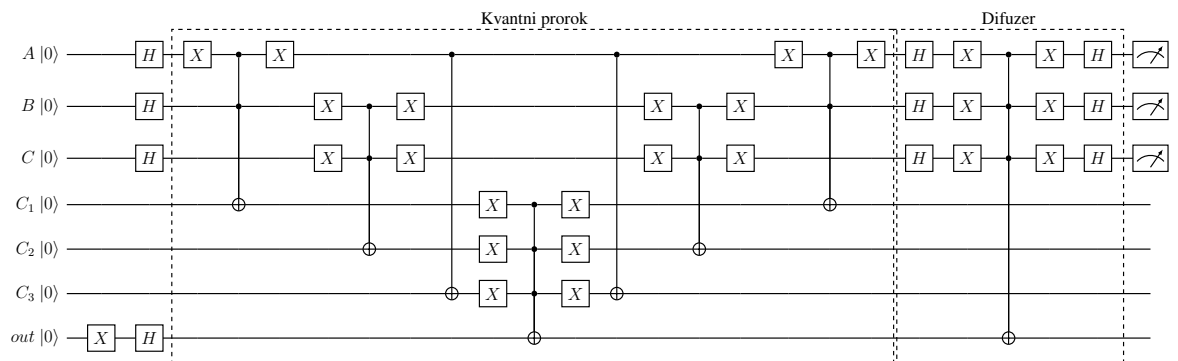 Kvantni prorok Difuzer
A |0⟩ H X X X X H X X H
B |0⟩ H X X X X H X X H
C |0⟩ H X X X X H X X H
C₁ |0⟩ X X
C₂ |0⟩ X X
C₃ |0⟩ X X
out |0⟩ X H